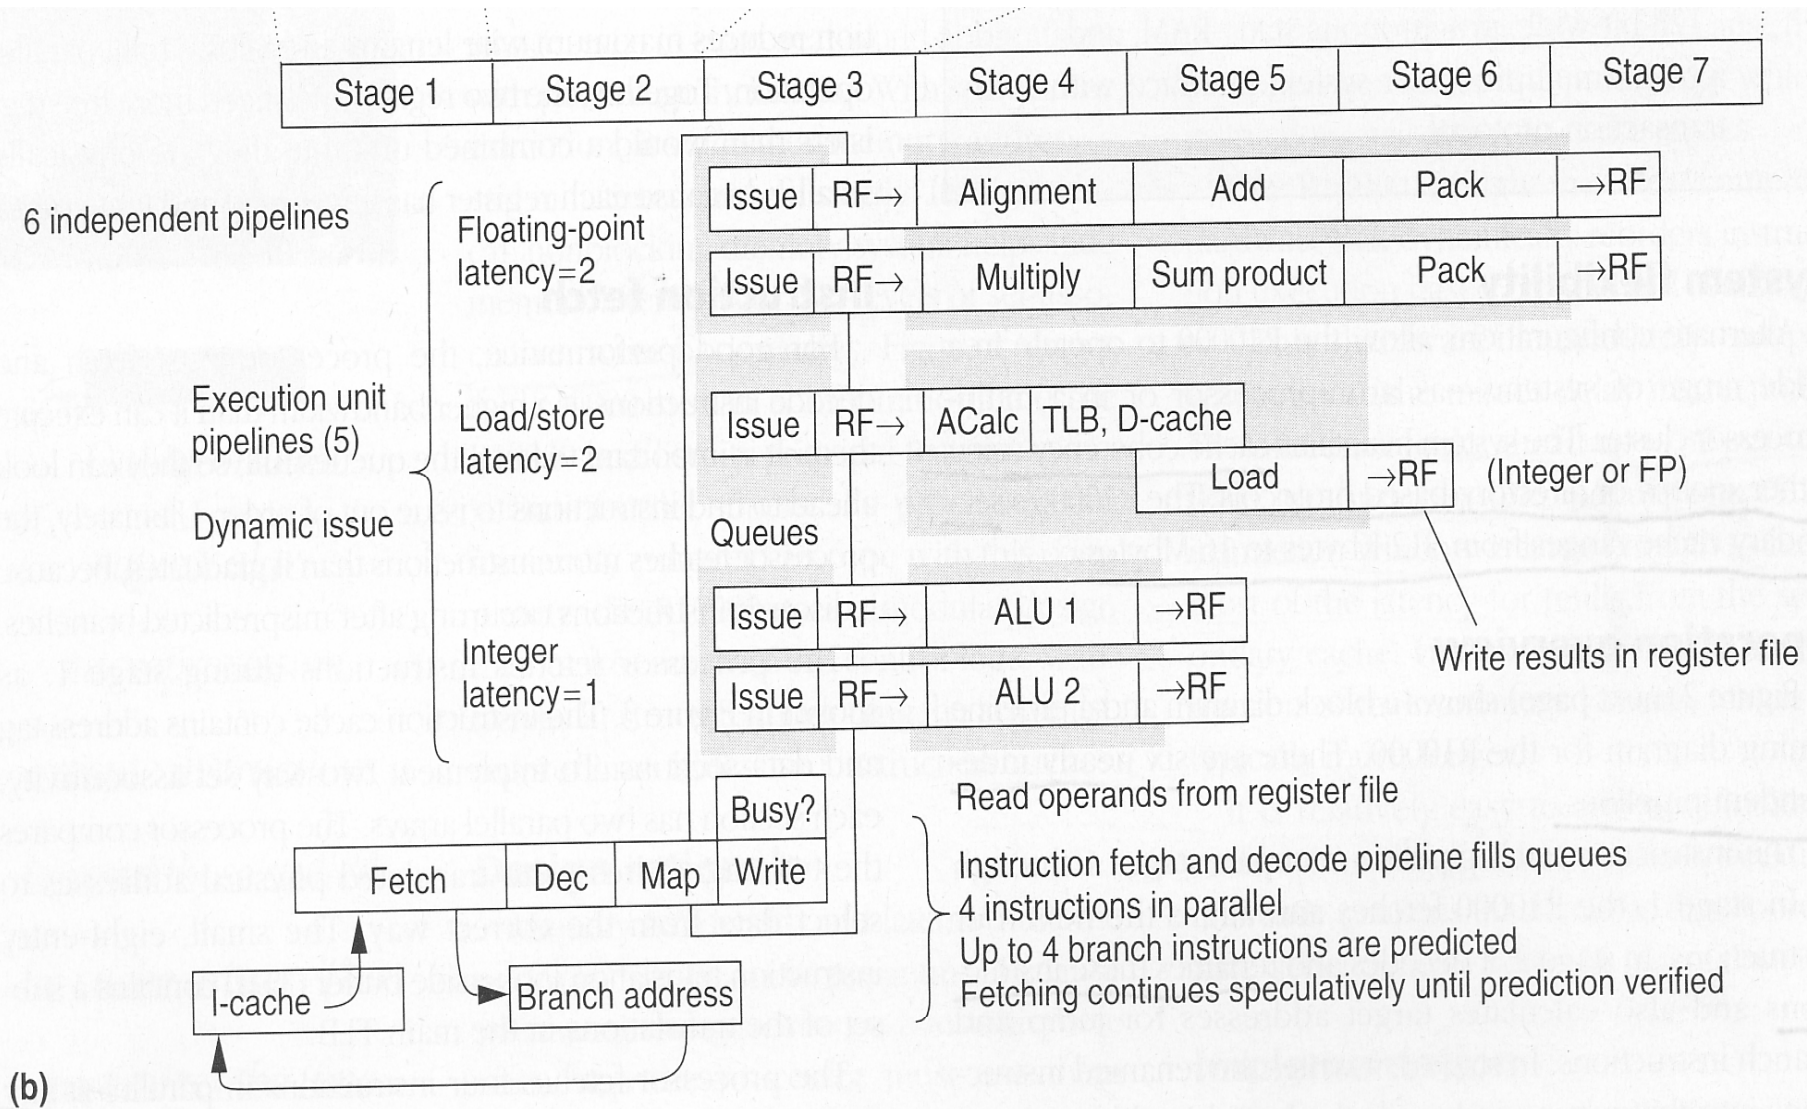 Stage 1 Stage 2 Stage 3 Stage 4 Stage 5 Stage 6 Stage 7
6 independent pipelines
Floating-point
latency=2
Issue RF→ Alignment Add Pack →RF
Issue RF→ Multiply Sum product Pack →RF
Execution unit
pipelines (5)
Dynamic issue
Load/store
latency=2
Issue RF→ ACalc TLB, D-cache
Load →RF (Integer or FP)
Queues
Integer
latency=1
Issue RF→ ALU 1 →RF
Issue RF→ ALU 2 →RF
Write results in register file
Busy?
Read operands from register file
Fetch Dec Map Write
Instruction fetch and decode pipeline fills queues
4 instructions in parallel
Up to 4 branch instructions are predicted
Fetching continues speculatively until prediction verified
I-cache
Branch address
(b)